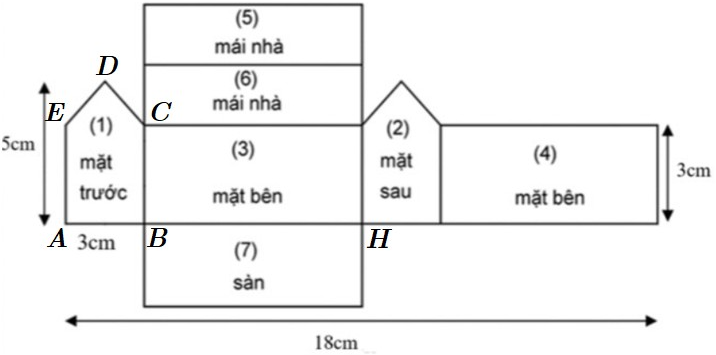 (5)
mái nhà
D
(6)
mái nhà
E
C
(1)
mặt
trước
5cm
(3)
mặt bên
(2)
mặt
sau
(4)
mặt bên
3cm
A
3cm
B
H
(7)
sàn
18cm